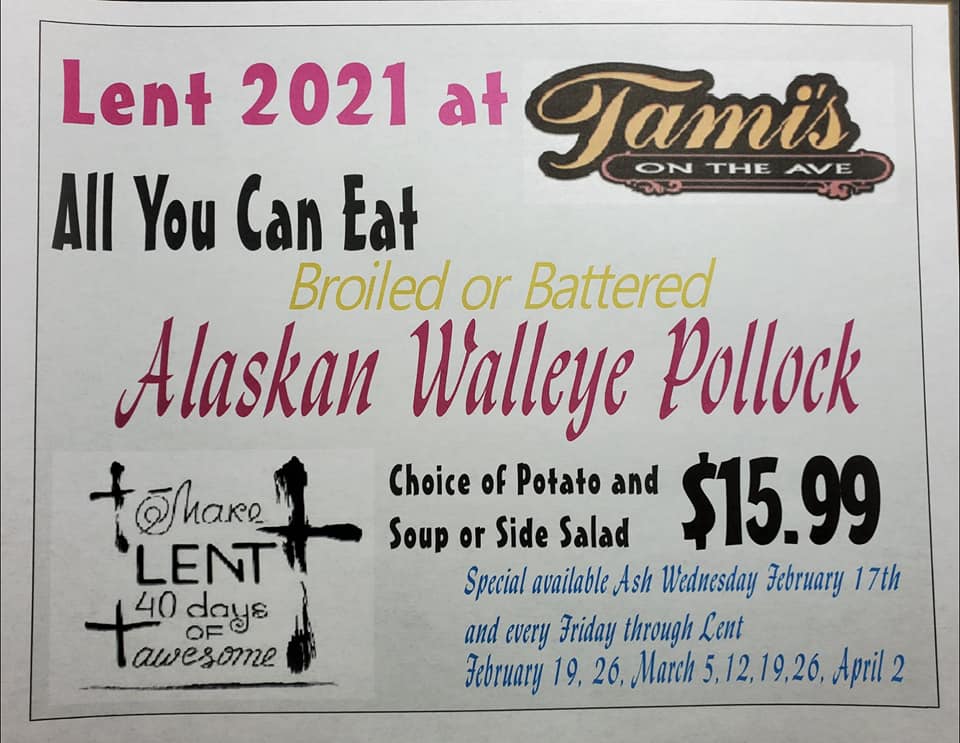 Lent 2021 at
Tami's
ON THE AVE
All You Can Eat
Broiled or Battered
Alaskan Walleye Pollock
Choice of Potato and
Soup or Side Salad
$15.99
Make
LENT
40 days
OF
awesome
Special available Ash Wednesday February 17th
and every Friday through Lent
February 19, 26, March 5,12,19,26, April 2